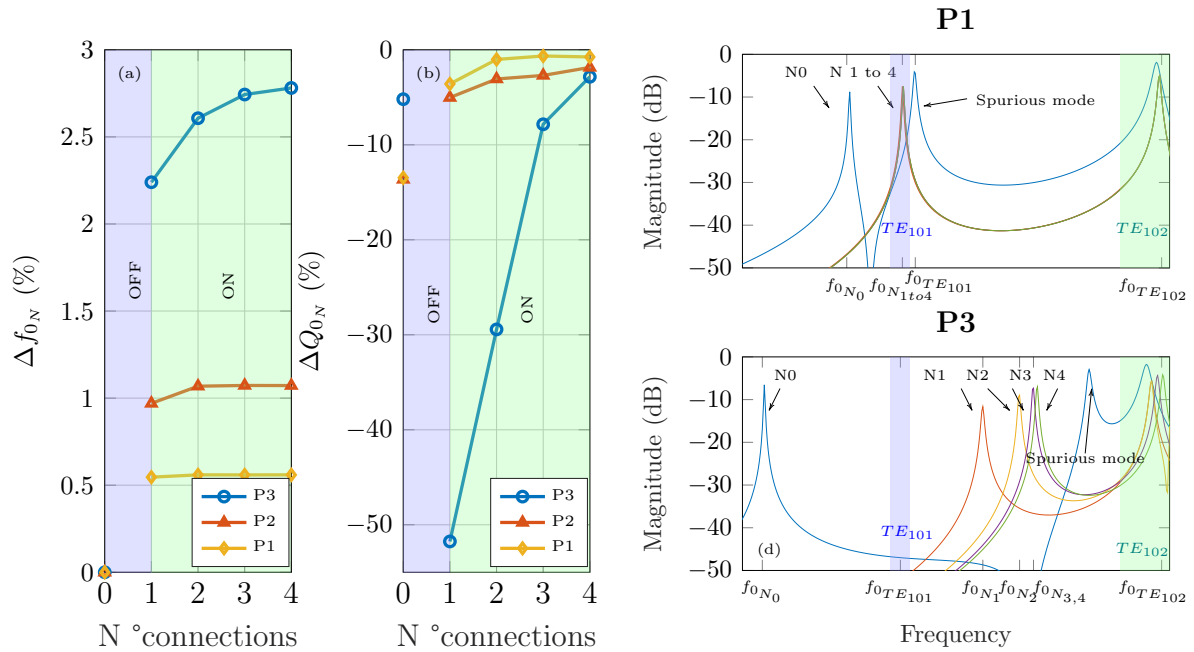 (a)
3
2.5
2
1.5
1
0.5
0
Δf0N (%)
OFF
ON
P3
P2
P1
0 1 2 3 4
N °connections
(b)
0
−10
−20
−30
−40
−50
ΔQ0N (%)
OFF
ON
P3
P2
P1
0 1 2 3 4
N °connections
P1
0
−10
−20
−30
−40
−50
Magnitude (dB)
N0 N 1 to 4
Spurious mode
TE101 TE102
f0N0 f0N1to4 f0TE101 f0TE102
P3
0
−10
−20
−30
−40
−50
Magnitude (dB)
N0 N1 N2 N3 N4
Spurious mode
TE101 TE102
(d)
f0N0 f0TE101 f0N1 f0N2 f0N3,4 f0TE102
Frequency